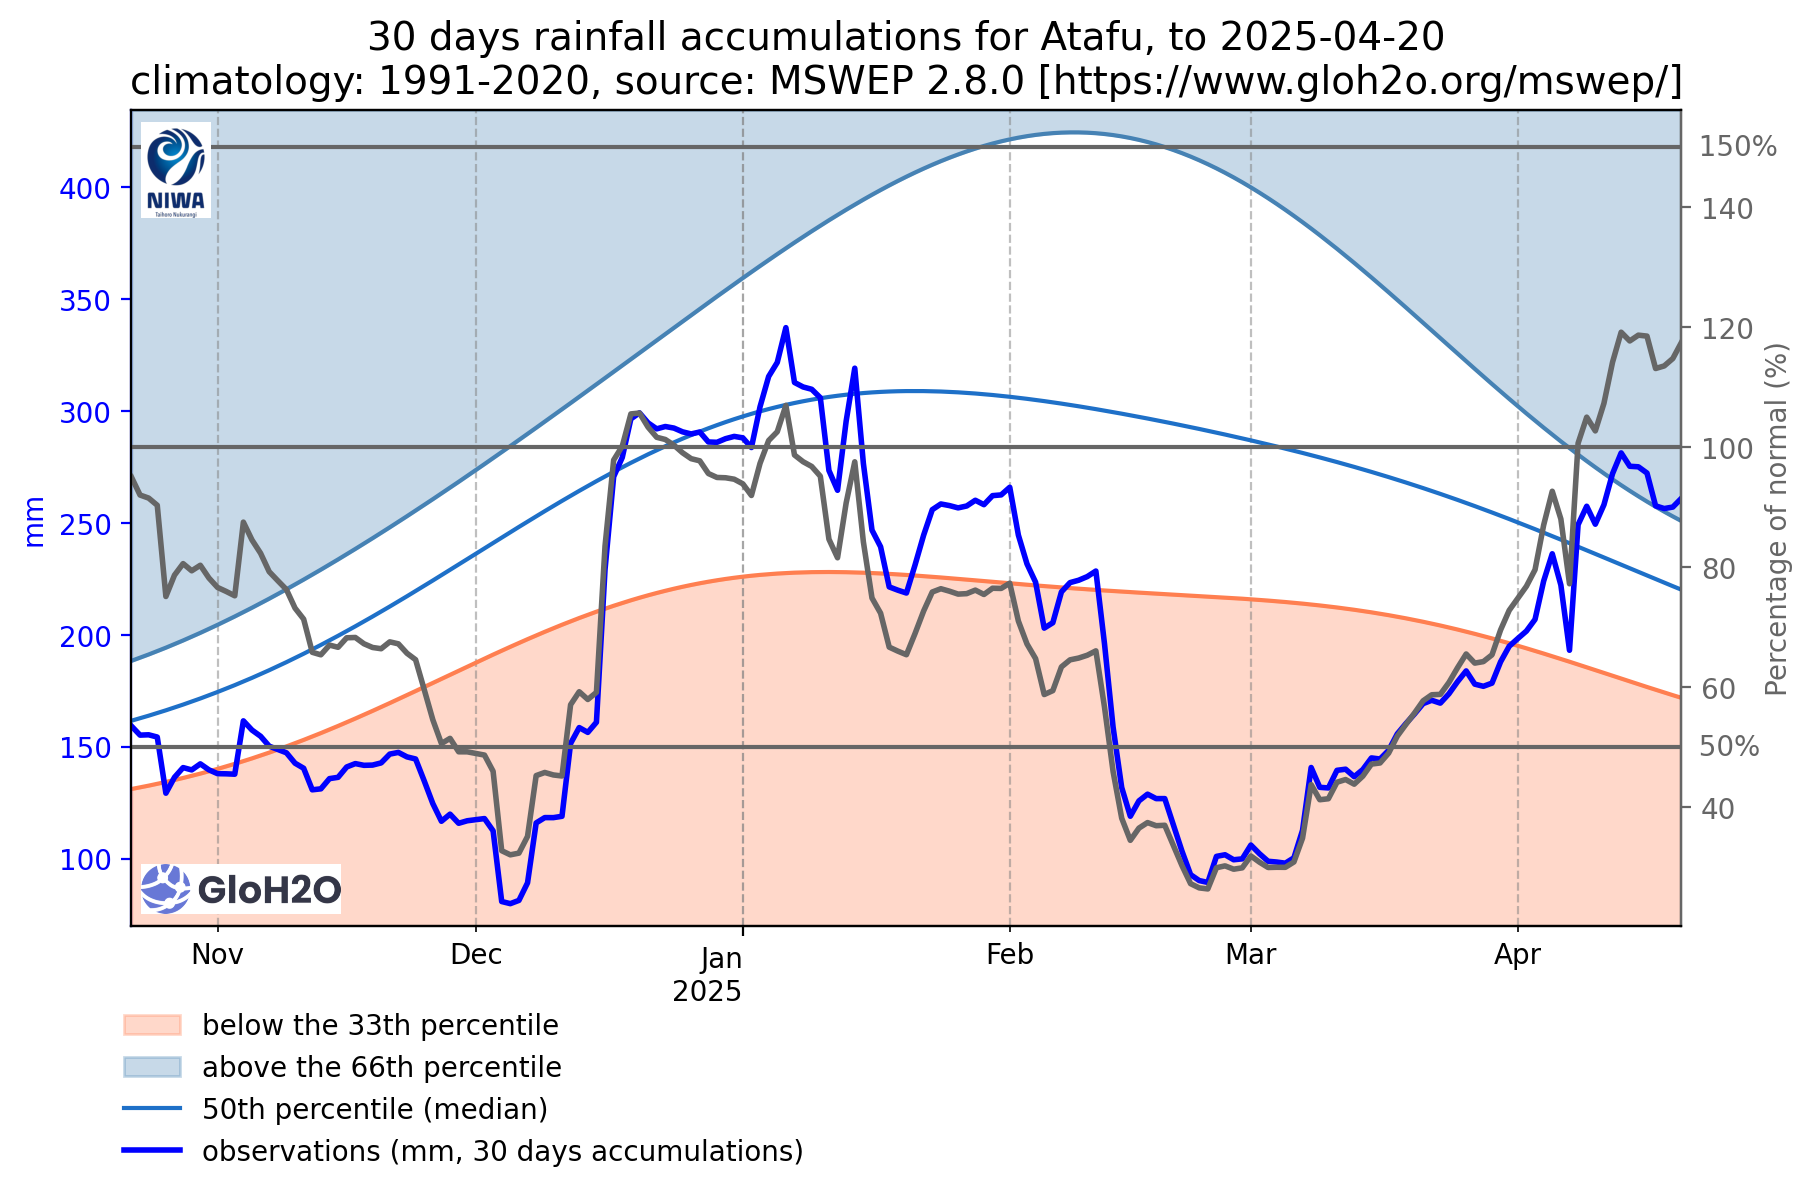 30 days rainfall accumulations for Atafu, to 2025-04-20
climatology: 1991-2020, source: MSWEP 2.8.0 [https://www.gloh2o.org/mswep/]
NIWA
Taihoro Nukurangi
400
350
300
250
200
150
100
mm
150%
140
120
100
80
60
50%
40
Percentage of normal (%)
GloH2O
Nov
Dec
Jan
2025
Feb
Mar
Apr
below the 33th percentile
above the 66th percentile
50th percentile (median)
observations (mm, 30 days accumulations)